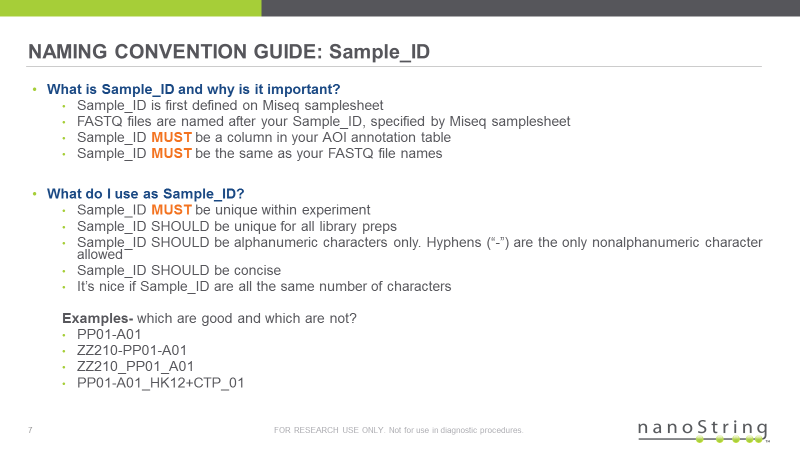 NAMING CONVENTION GUIDE: Sample_ID
• What is Sample_ID and why is it important?
• Sample_ID is first defined on Miseq samplesheet
• FASTQ files are named after your Sample_ID, specified by Miseq samplesheet
• Sample_ID MUST be a column in your AOI annotation table
• Sample_ID MUST be the same as your FASTQ file names
• What do I use as Sample_ID?
• Sample_ID MUST be unique within experiment
• Sample_ID SHOULD be unique for all library preps
• Sample_ID SHOULD be alphanumeric characters only. Hyphens (“-”) are the only nonalphanumeric character
allowed
• Sample_ID SHOULD be concise
• It’s nice if Sample_ID are all the same number of characters
Examples- which are good and which are not?
• PP01-A01
• ZZ210-PP01-A01
• ZZ210_PP01_A01
• PP01-A01_HK12+CTP_01
7
FOR RESEARCH USE ONLY. Not for use in diagnostic procedures.
nanoString™